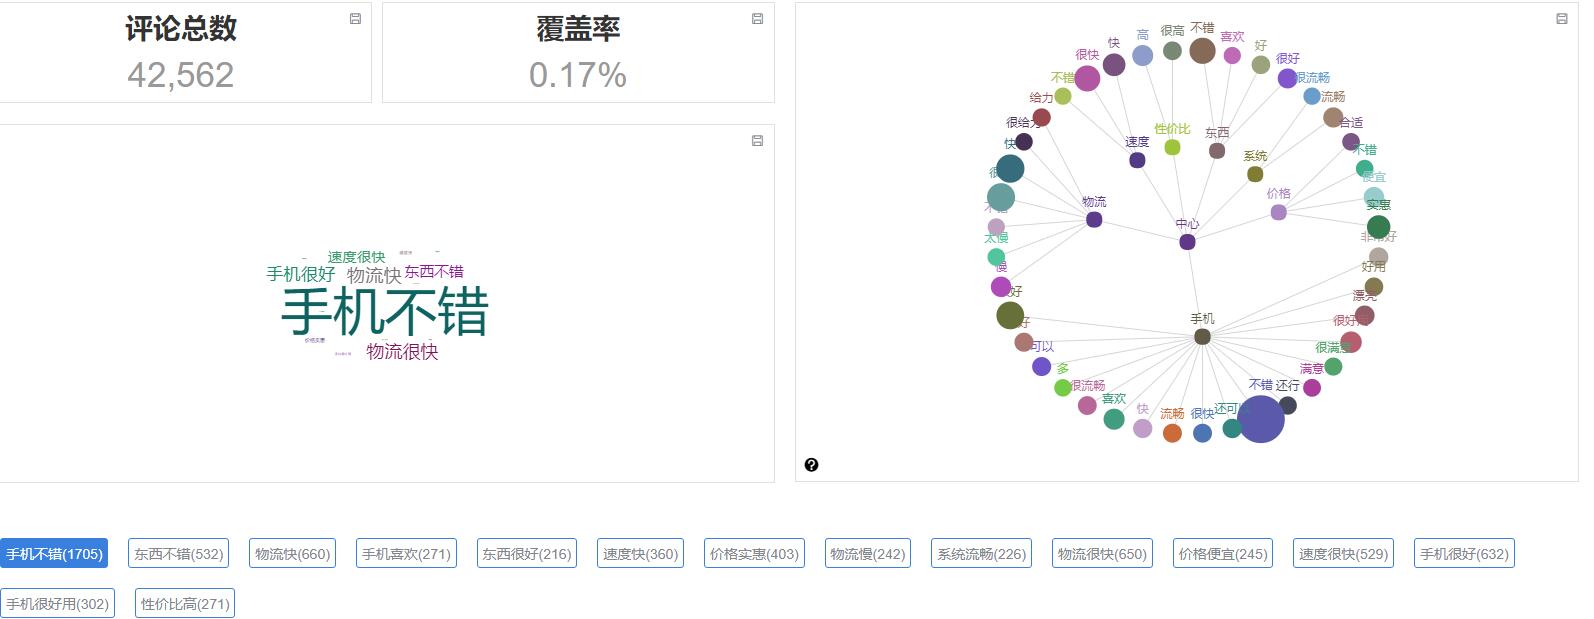 评论总数
42,562
覆盖率
0.17%
速度很快
手机很好
物流快
东西不错
手机不错
价格实惠
物流很快
不错
很高
高
喜欢
快
好
很快
很好
不错
很流畅
给力
流畅
很给力
合适
快
不错
便宜
实惠
太慢
非常好
慢
好用
好
漂亮
好
很好用
可以
很满意
多
满意
很流畅
不错
还行
喜欢
快
流畅
很快
还可以
速度
性价比
东西
系统
物流
价格
中心
手机
?
手机不错(1705)
东西不错(532)
物流快(660)
手机喜欢(271)
东西很好(216)
速度快(360)
价格实惠(403)
物流慢(242)
系统流畅(226)
物流很快(650)
价格便宜(245)
速度很快(529)
手机很好(632)
手机很好用(302)
性价比高(271)